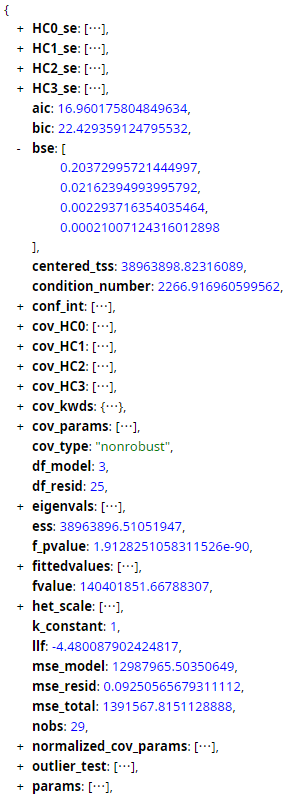 {
+ HC0_se: [···],
+ HC1_se: [···],
+ HC2_se: [···],
+ HC3_se: [···],
aic: 16.960175804849634,
bic: 22.429359124795532,
- bse: [
0.20372995721444997,
0.02162394993995792,
0.002293716354035464,
0.00021007124316012898
],
centered_tss: 38963898.82316089,
condition_number: 2266.916960599562,
+ conf_int: [···],
+ cov_HC0: [···],
+ cov_HC1: [···],
+ cov_HC2: [···],
+ cov_HC3: [···],
+ cov_kwds: {···},
+ cov_params: [···],
cov_type: "nonrobust",
df_model: 3,
df_resid: 25,
+ eigenvals: [···],
ess: 38963896.51051947,
f_pvalue: 1.9128251058311526e-90,
+ fittedvalues: [···],
fvalue: 140401851.66788307,
+ het_scale: [···],
k_constant: 1,
llf: -4.480087902424817,
mse_model: 12987965.50350649,
mse_resid: 0.09250565679311112,
mse_total: 1391567.8151128888,
nobs: 29,
+ normalized_cov_params: [···],
+ outlier_test: [···],
+ params: [···],